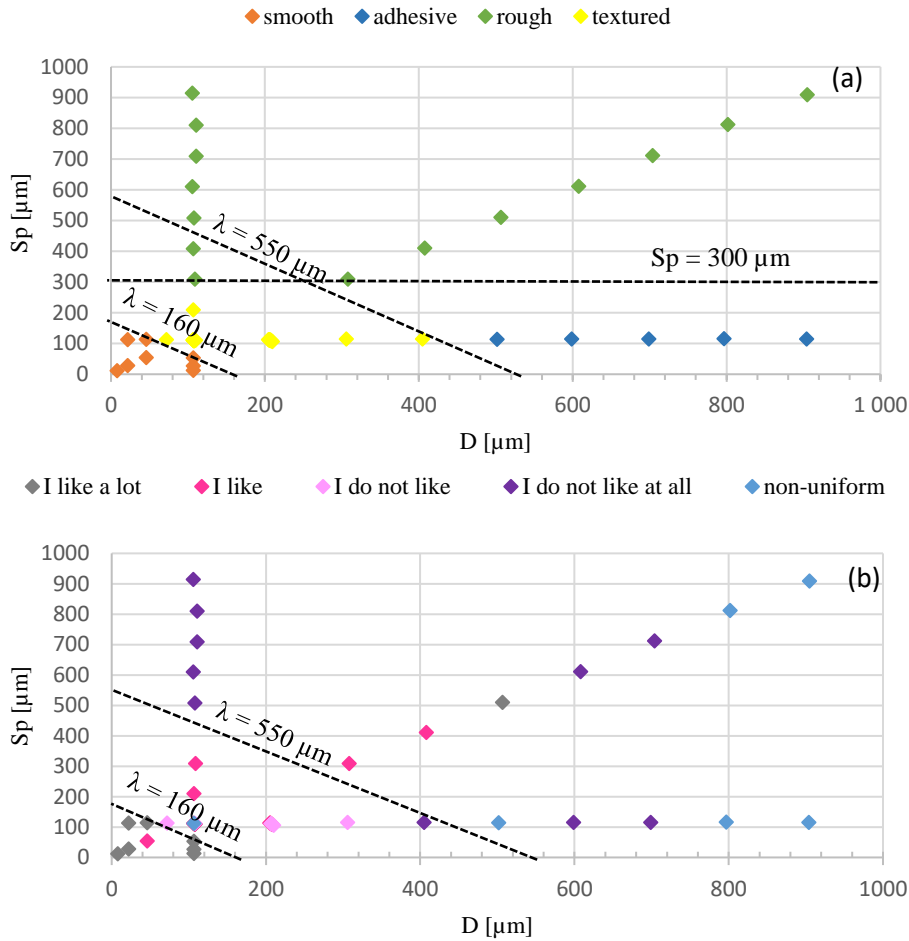 smooth adhesive rough textured
(a)
1000
900
800
700
600
500
400
300
200
100
0
Sp [µm]
λ = 550 µm
Sp = 300 µm
λ = 160 µm
0 200 400 600 800 1 000
D [µm]
I like a lot I like I do not like I do not like at all non-uniform
(b)
1000
900
800
700
600
500
400
300
200
100
0
Sp [µm]
λ = 550 µm
λ = 160 µm
0 200 400 600 800 1000
D [µm]